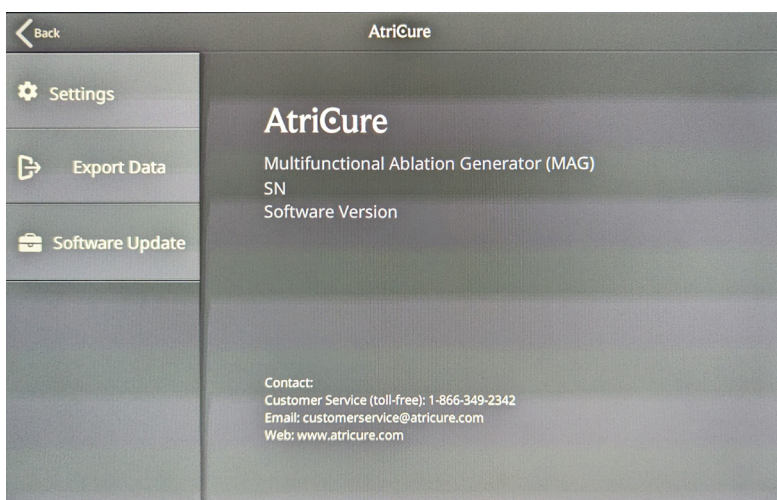 Back
AtriCure
Settings
Export Data
Software Update
AtriCure
Multifunctional Ablation Generator (MAG)
SN
Software Version
Contact:
Customer Service (toll-free): 1-866-349-2342
Email: customerservice@atricure.com
Web: www.atricure.com